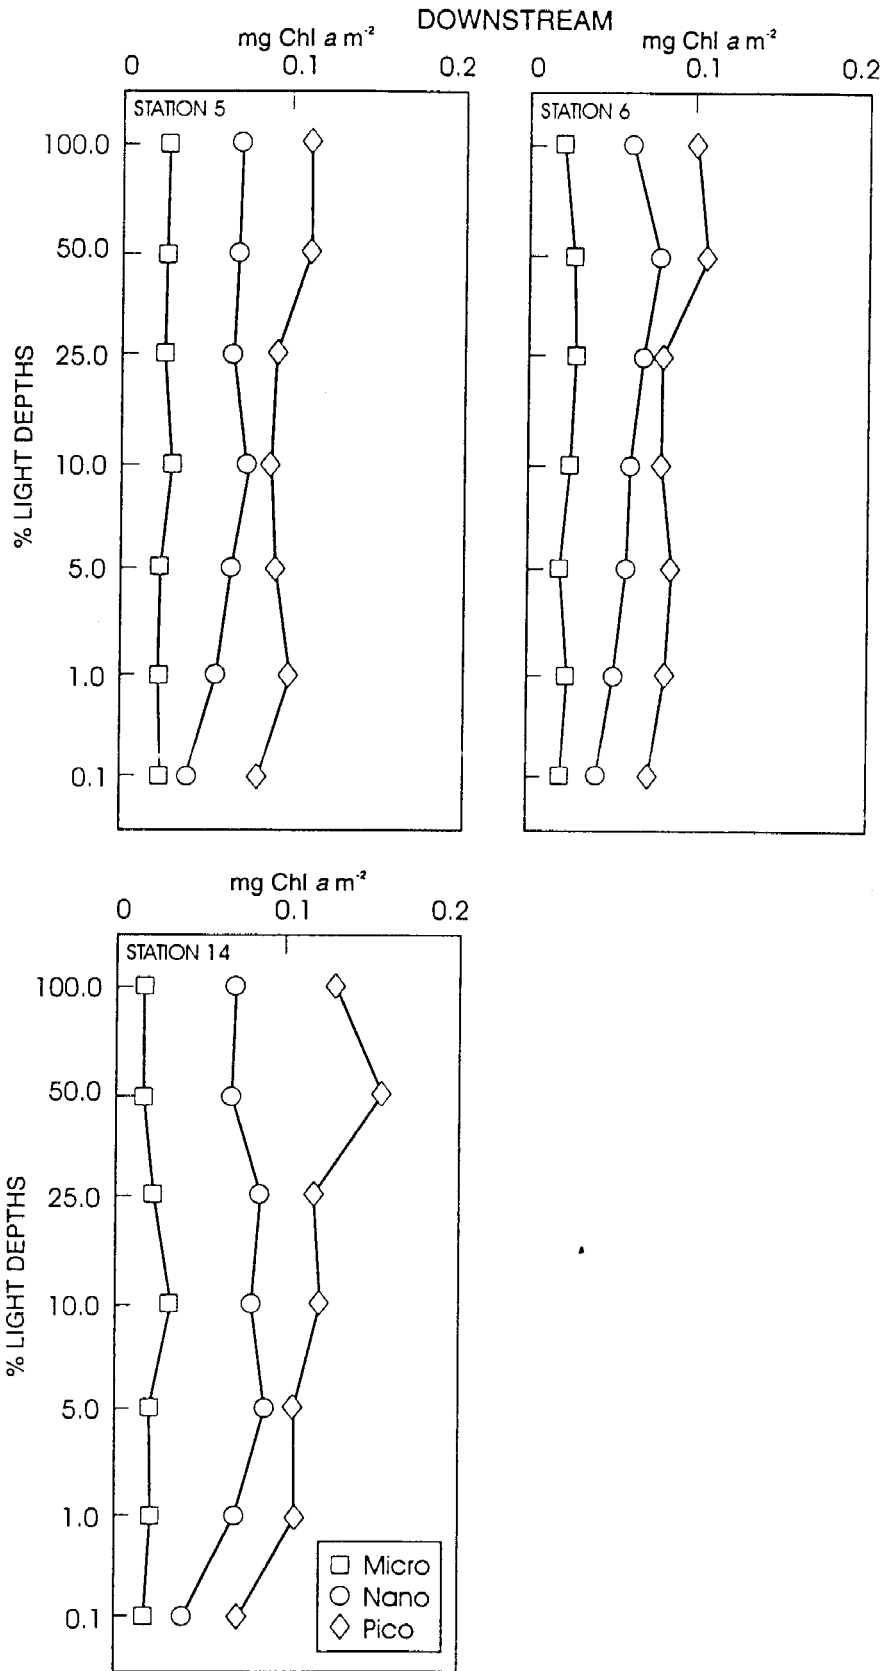 DOWNSTREAM
mg Chl a m⁻²
0 0.1 0.2
STATION 5
100.0
50.0
25.0
10.0
5.0
1.0
0.1
% LIGHT DEPTHS
mg Chl a m⁻²
0 0.1 0.2
STATION 6
mg Chl a m⁻²
0 0.1 0.2
STATION 14
100.0
50.0
25.0
10.0
5.0
1.0
0.1
% LIGHT DEPTHS
Micro
Nano
Pico